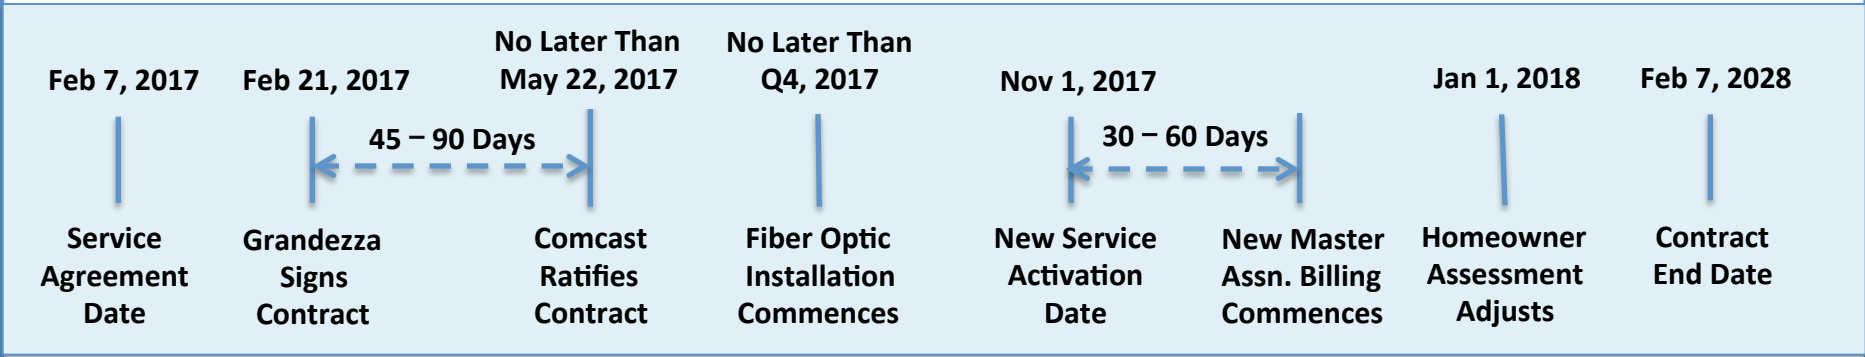 Feb 7, 2017
Feb 21, 2017
No Later Than
May 22, 2017
No Later Than
Q4, 2017
Nov 1, 2017
Jan 1, 2018
Feb 7, 2028
45 – 90 Days
30 – 60 Days
Service
Agreement
Date
Grandezza
Signs
Contract
Comcast
Ratifies
Contract
Fiber Optic
Installation
Commences
New Service
Activation
Date
New Master
Assn. Billing
Commences
Homeowner
Assessment
Adjusts
Contract
End Date